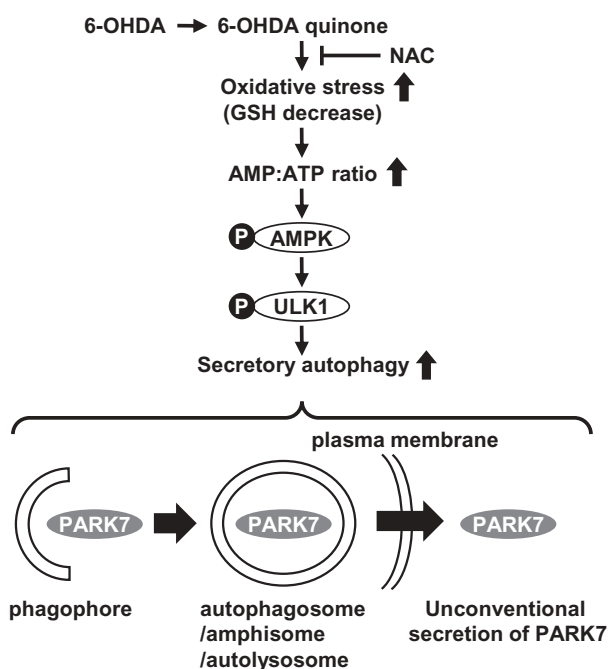 6-OHDA 6-OHDA quinone
NAC
Oxidative stress
(GSH decrease)
AMP:ATP ratio
P AMPK
P ULK1
Secretory autophagy
plasma membrane
PARK7 PARK7 PARK7
phagophore
autophagosome
/amphisome
/autolysosome
Unconventional
secretion of PARK7